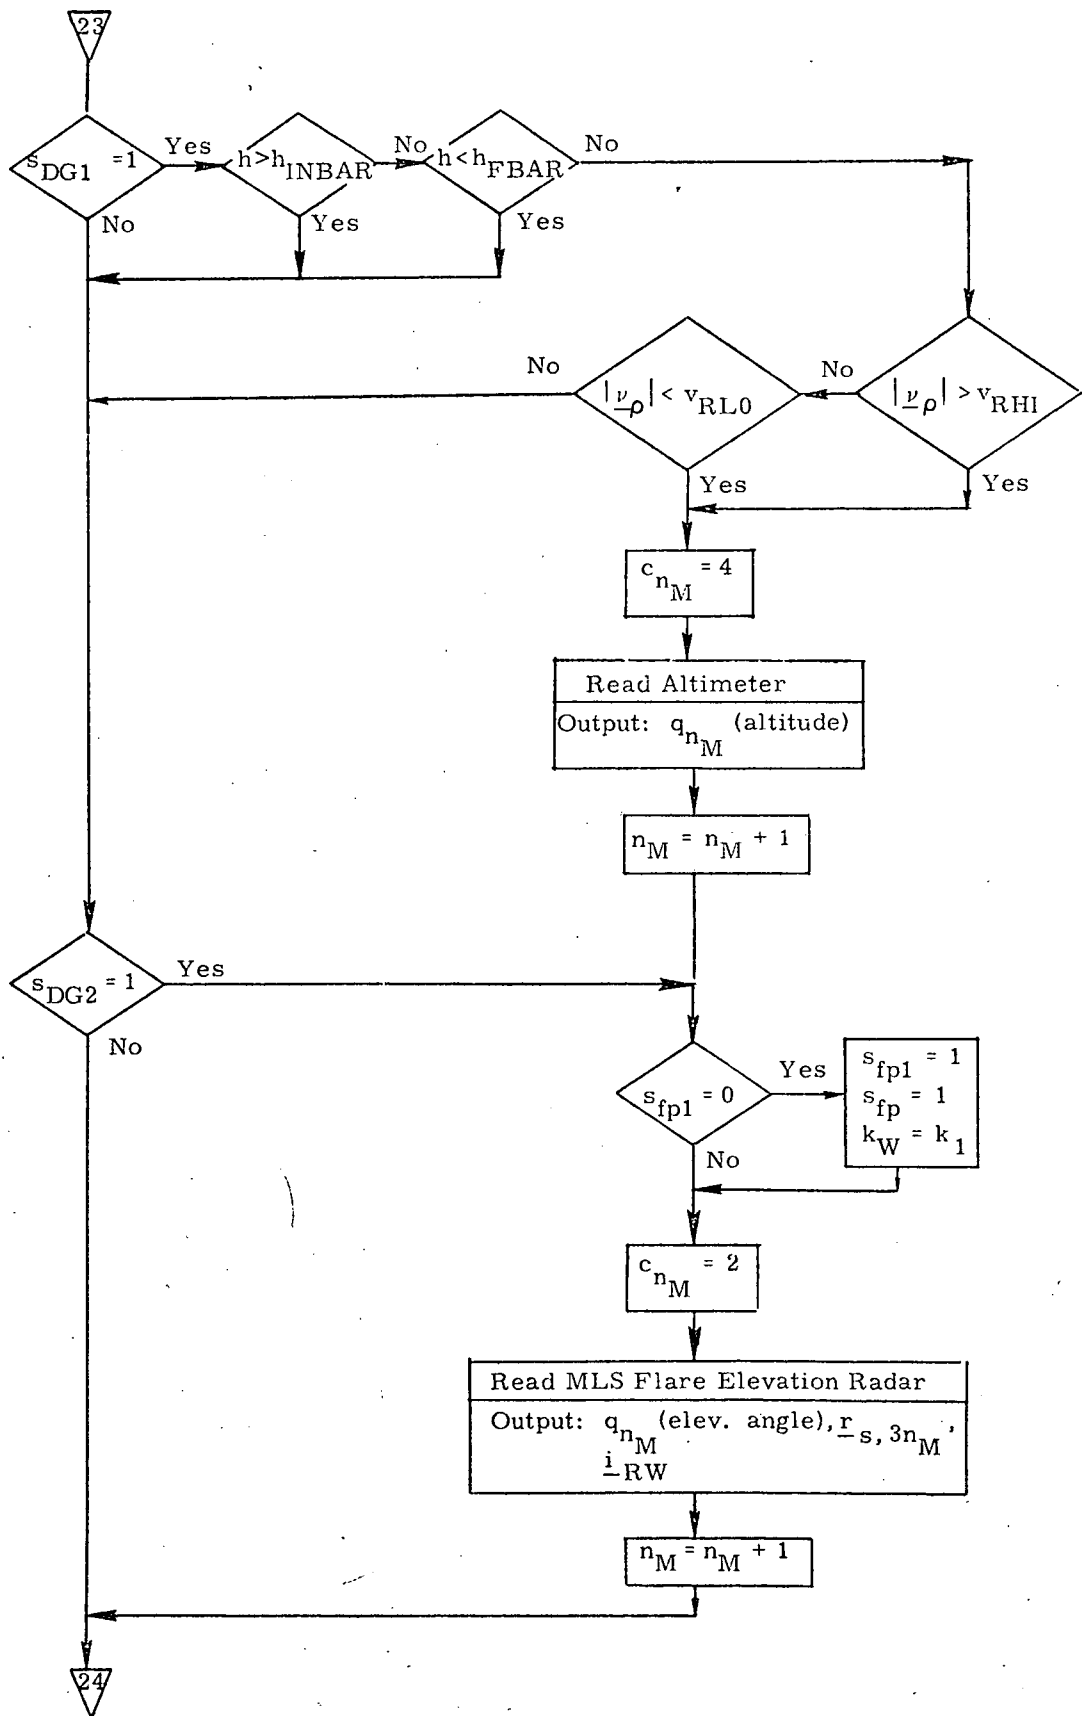 23
s_DG1 = 1
Yes
No
h > h_INBAR
No
Yes
h < h_FBAR
No
Yes
|ν_ρ| > v_RHI
No
Yes
|ν_ρ| < v_RL0
No
Yes
c_n_M = 4
Read Altimeter
Output: q_n_M (altitude)
n_M = n_M + 1
s_DG2 = 1
Yes
No
s_fp1 = 0
Yes
No
s_fp1 = 1
s_fp = 1
k_W = k_1
c_n_M = 2
Read MLS Flare Elevation Radar
Output: q_n_M (elev. angle), r_s, 3n_M,
i_RW
n_M = n_M + 1
24